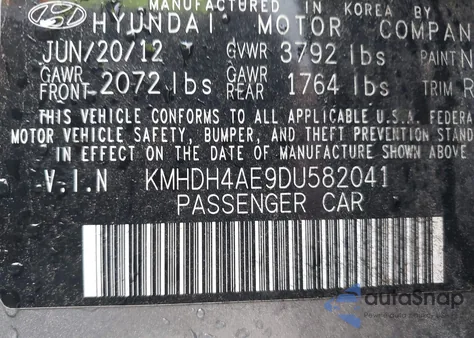 MANUFACTURED IN KOREA BY
HYUNDAI MOTOR COMPAN
JUN/20/12 GVWR 3792 lbs PAINT N
GAWR FRONT 2072 lbs GAWR REAR 1764 lbs TRIM R
THIS VEHICLE CONFORMS TO ALL APPLICABLE U.S.A. FEDERA
MOTOR VEHICLE SAFETY, BUMPER, AND THEFT PREVENTION STAND
IN EFFECT ON THE DATE OF MANUFACTURE SHOWN ABOVE
V.I.N KMHDH4AE9DU582041
PASSENGER CAR
autoSnap